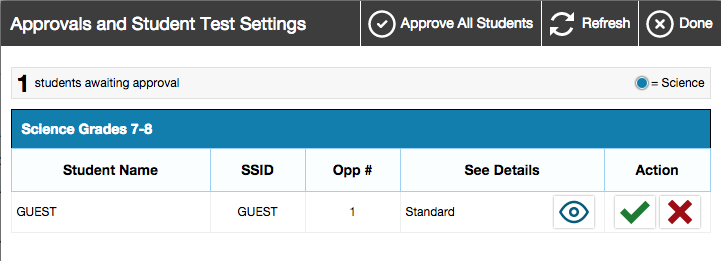 Approvals and Student Test Settings Approve All Students Refresh Done
1 students awaiting approval = Science
Science Grades 7-8
Student Name SSID Opp # See Details Action
GUEST GUEST 1 Standard